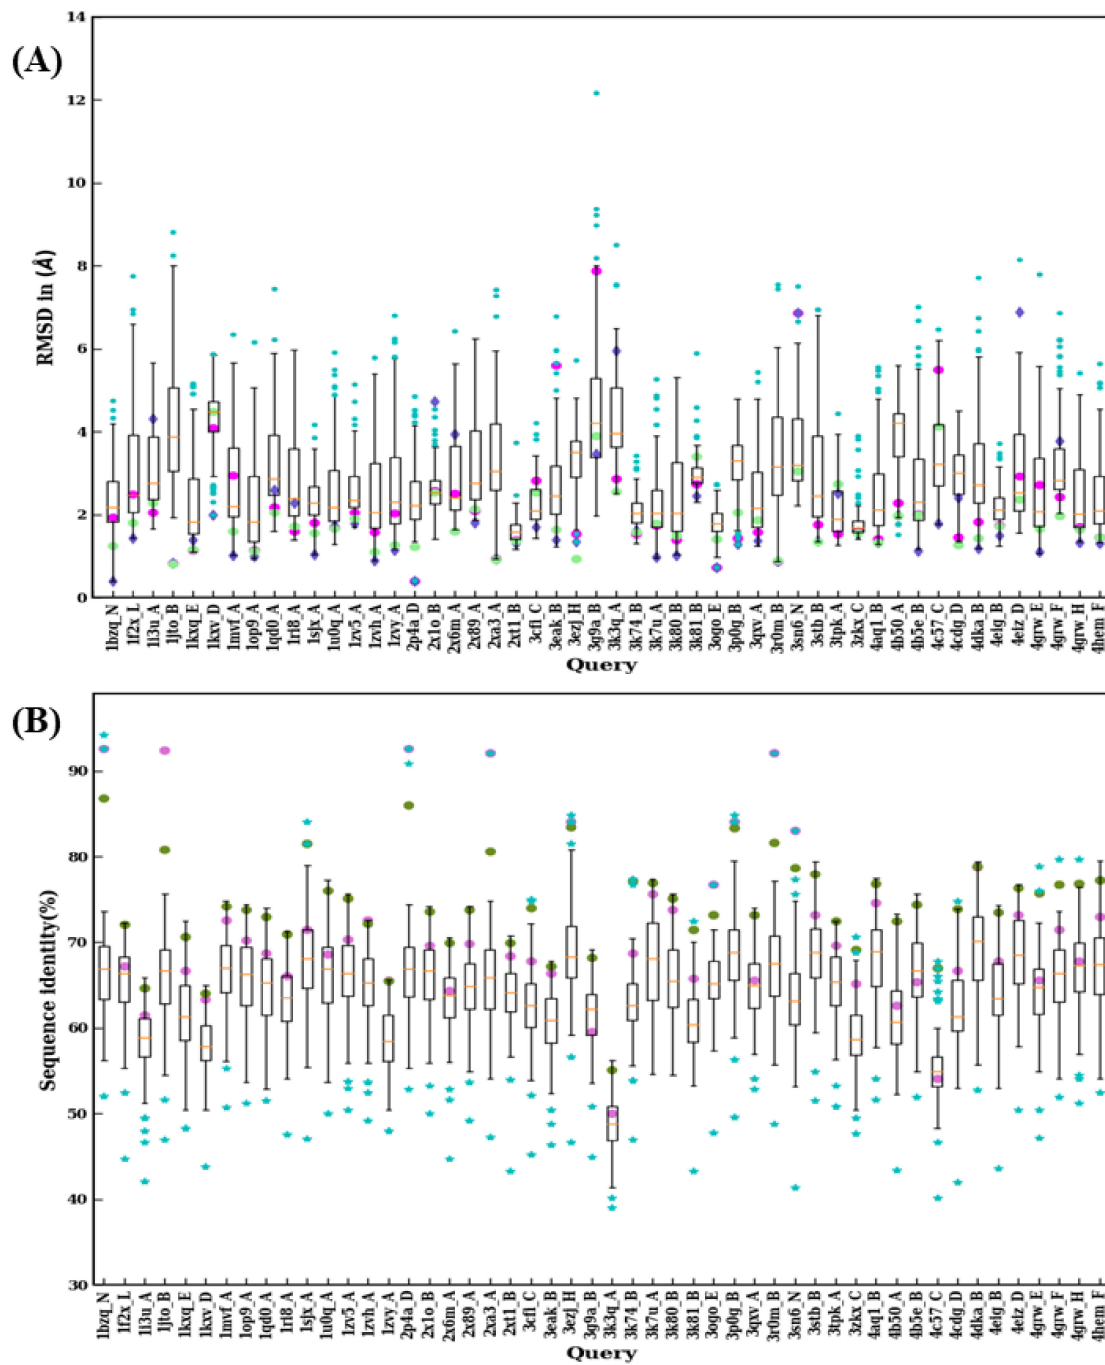 (A)
RMSD in (Å)
14
12
10
8
6
4
2
0
1bzq_N
1f2x_L
1i3u_A
1jto_B
1kxq_E
1kxv_D
1mvf_A
1op9_A
1qd0_A
1ri8_A
1sjx_A
1u0q_A
1zv5_A
1zvh_A
1zvy_A
2p4a_D
2x1o_B
2x6m_A
2x89_A
2xa3_A
2xt1_B
3cfi_C
3eak_B
3ezj_H
3g9a_B
3k3q_A
3k74_B
3k7u_A
3k80_B
3k81_B
3ogo_E
3p0g_B
3qxv_A
3r0m_B
3sn6_N
3stb_B
3tpk_A
3zkx_C
4aq1_B
4b50_A
4b5e_B
4c57_C
4cdg_D
4dka_B
4eig_B
4eiz_D
4grw_E
4grw_F
4grw_H
4hem_F
Query
(B)
Sequence identity(%)
90
80
70
60
50
40
30
1bzq_N
1f2x_L
1i3u_A
1jto_B
1kxq_E
1kxv_D
1mvf_A
1op9_A
1qd0_A
1ri8_A
1sjx_A
1u0q_A
1zv5_A
1zvh_A
1zvy_A
2p4a_D
2x1o_B
2x6m_A
2x89_A
2xa3_A
2xt1_B
3cfi_C
3eak_B
3ezj_H
3g9a_B
3k3q_A
3k74_B
3k7u_A
3k80_B
3k81_B
3ogo_E
3p0g_B
3qxv_A
3r0m_B
3sn6_N
3stb_B
3tpk_A
3zkx_C
4aq1_B
4b50_A
4b5e_B
4c57_C
4cdg_D
4dka_B
4eig_B
4eiz_D
4grw_E
4grw_F
4grw_H
4hem_F
Query